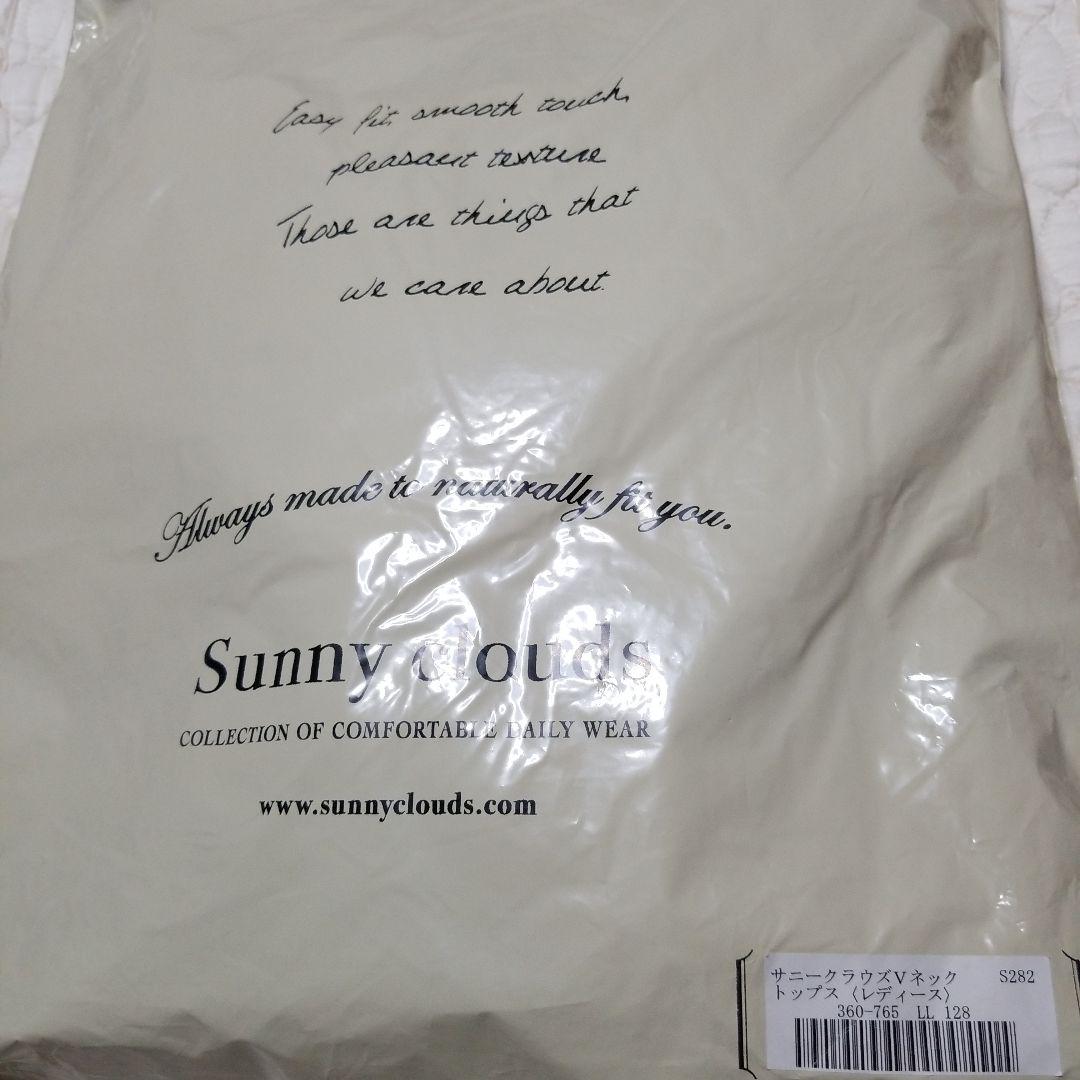 Easy fit, smooth touch,
pleasant texture
Those are things that
we care about.
Always made to naturally fit you.
Sunny clouds
COLLECTION OF COMFORTABLE DAILY WEAR
www.sunnyclouds.com
サニークラウズVネック S282
トップス〈レディース〉
360-765 LL 128